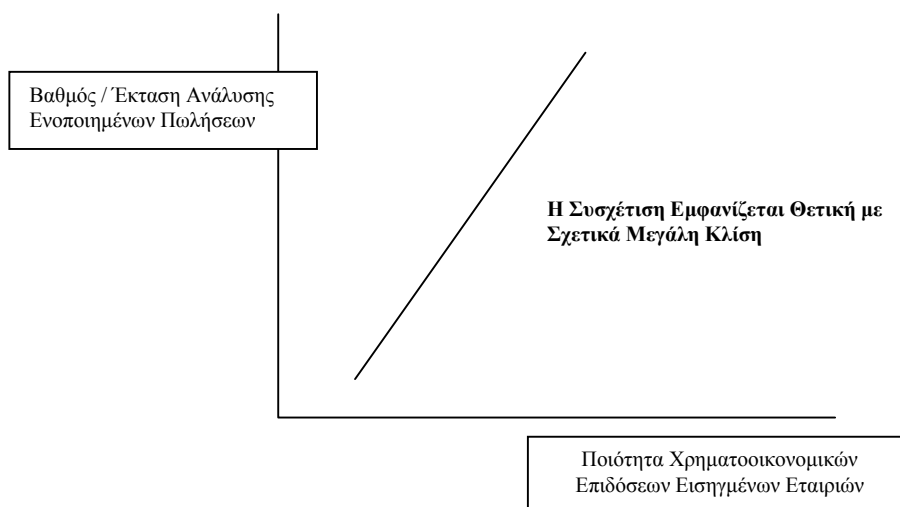 Βαθμός / Έκταση Ανάλυσης
Ενοποιημένων Πωλήσεων
Η Συσχέτιση Εμφανίζεται Θετική με
Σχετικά Μεγάλη Κλίση
Ποιότητα Χρηματοοικονομικών
Επιδόσεων Εισηγμένων Εταιριών